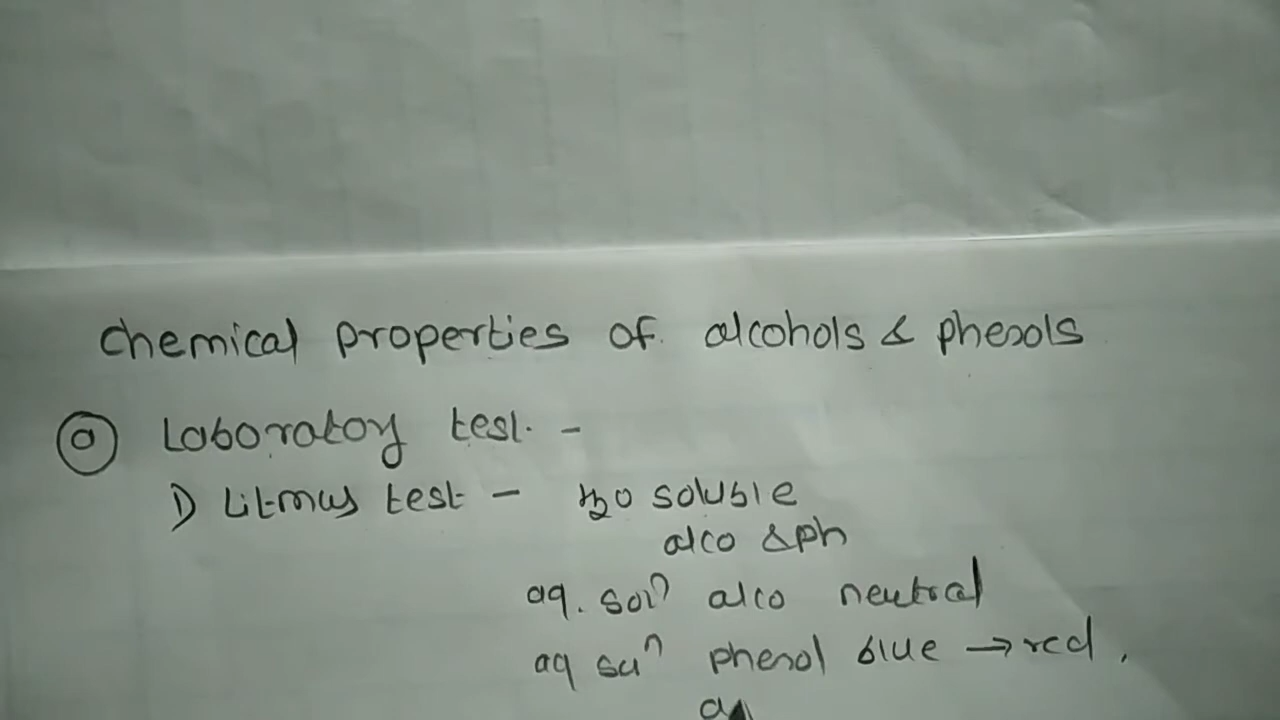 chemical properties of alcohols & phenols
ⓐ Laboratory test. -
1) Litmus test - H2O soluble
alco & ph
aq. solⁿ alco neutral
aq solⁿ phenol blue → red.